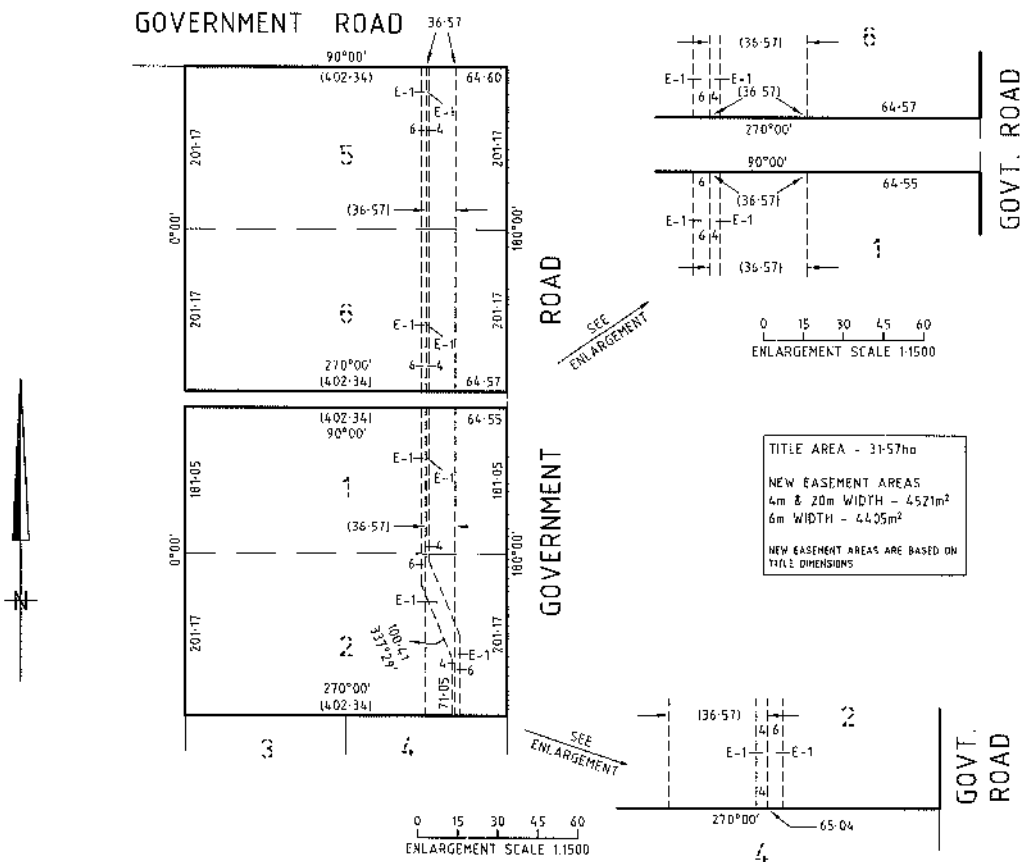 GOVERNMENT ROAD
36·57
90°00'
(402·34)
64·60
E-1
E-1
6
4
201·17
201·17
5
(36·57)
0°00'
180°00'
201·17
201·17
6
E-1
E-1
270°00'
(402·34)
6
4
64·57
ROAD
GOVERNMENT
(402·34)
90°00'
64·55
E-1
E-1
181·05
181·05
1
(36·57)
4
6
0°00'
180°00'
E-1
100·41
337°29'
201·17
201·17
2
E-1
4
6
71·05
270°00'
(402·34)
3
4
N
SEE
ENLARGEMENT
SEE
ENLARGEMENT
(36·57)
6
E-1
E-1
6
4
(36·57)
64·57
270°00'
GOVT. ROAD
90°00'
6
(36·57)
64·55
E-1
E-1
6
4
1
(36·57)
0 15 30 45 60
ENLARGEMENT SCALE 1:1500
TITLE AREA - 31·57ha
NEW EASEMENT AREAS
4m & 20m WIDTH - 4521m²
6m WIDTH - 4405m²
NEW EASEMENT AREAS ARE BASED ON
TITLE DIMENSIONS
(36·57)
2
4
6
E-1
E-1
4
270°00'
65·04
GOVT.
ROAD
4
0 15 30 45 60
ENLARGEMENT SCALE 1:1500